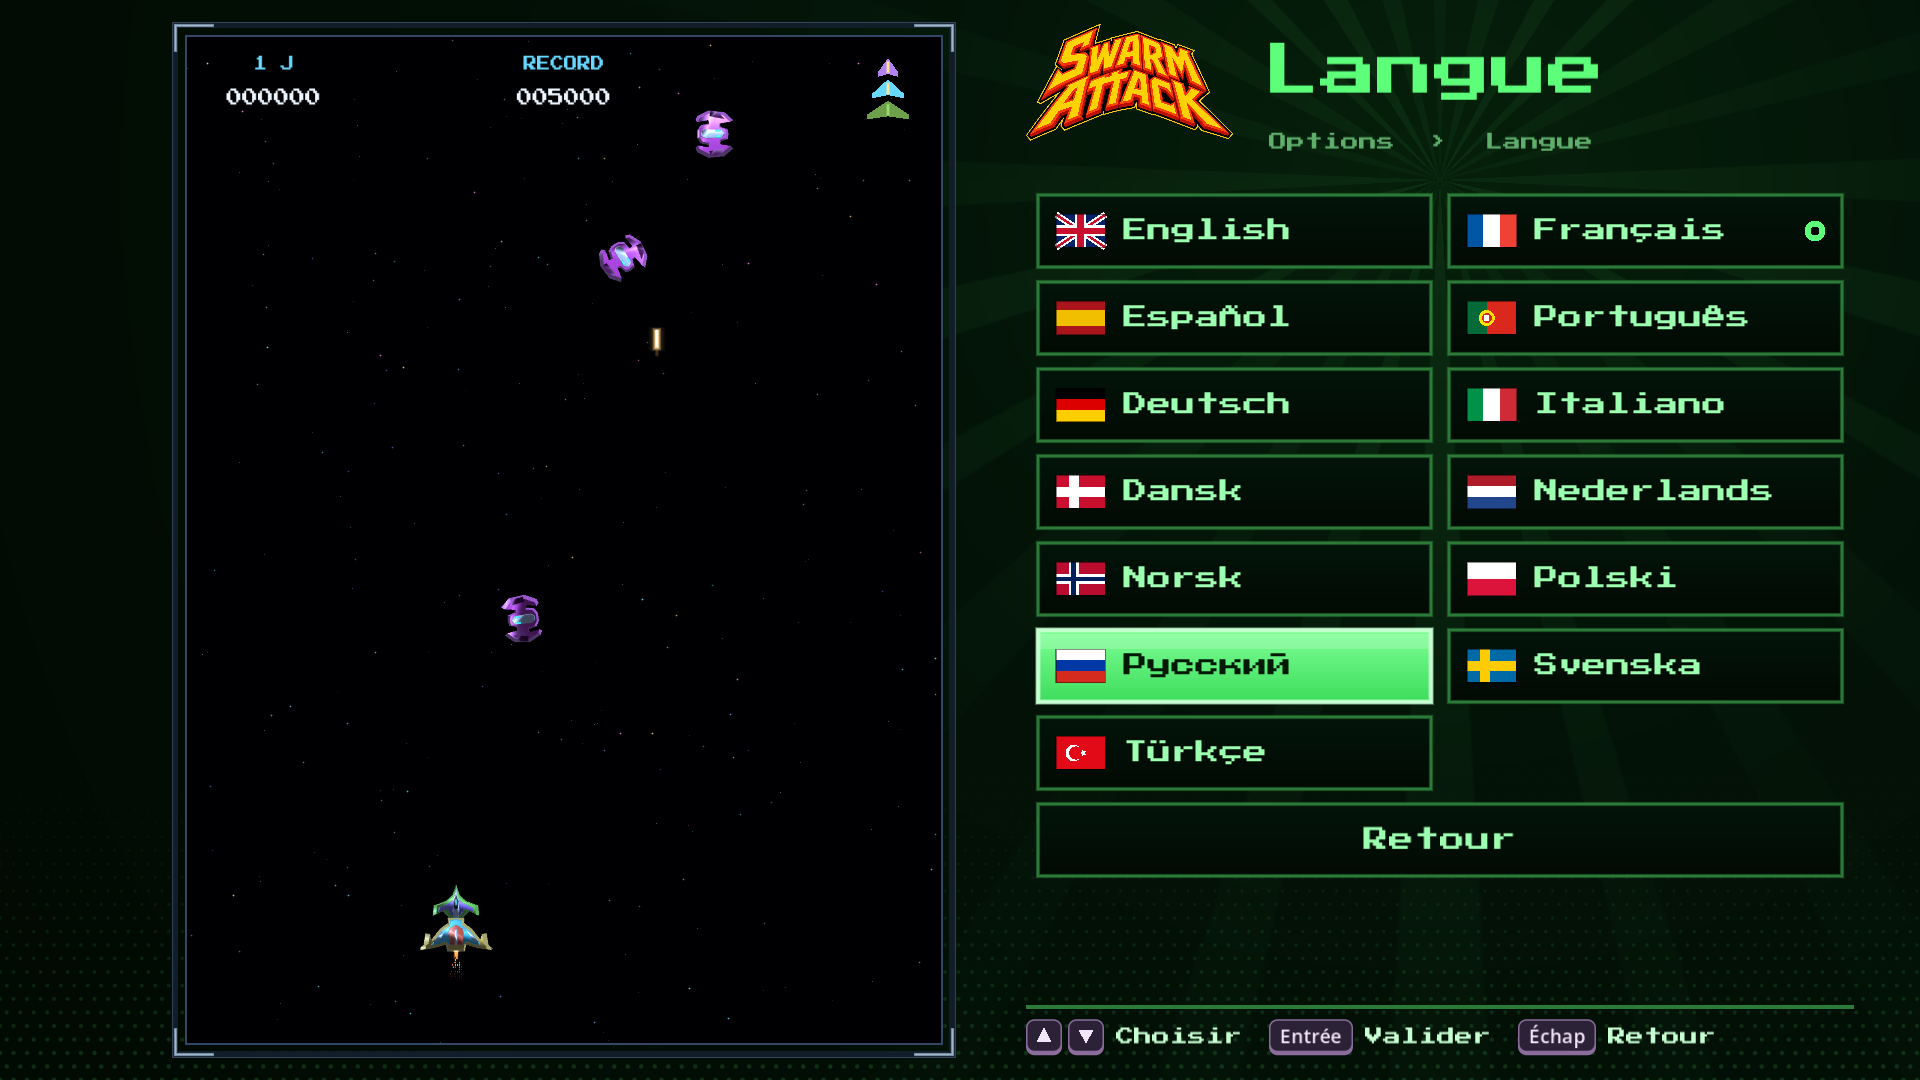 1 J
000000
RECORD
005000
SWARM
ATTACK
Langue
Options › Langue
English
Français
Español
Português
Deutsch
Italiano
Dansk
Nederlands
Norsk
Polski
Русский
Svenska
Türkçe
Retour
▲ ▼ Choisir Entrée Valider Échap Retour